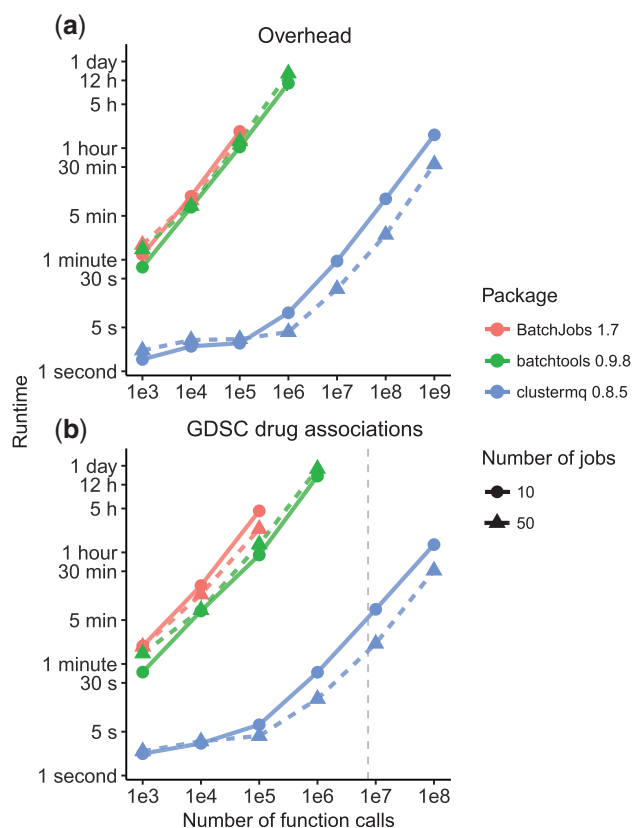 (a)
Overhead
1 day
12 h
5 h
1 hour
30 min
5 min
1 minute
30 s
5 s
1 second
1e3 1e4 1e5 1e6 1e7 1e8 1e9
Runtime
(b)
GDSC drug associations
1 day
12 h
5 h
1 hour
30 min
5 min
1 minute
30 s
5 s
1 second
1e3 1e4 1e5 1e6 1e7 1e8
Number of function calls
Package
BatchJobs 1.7
batchtools 0.9.8
clustermq 0.8.5
Number of jobs
10
50